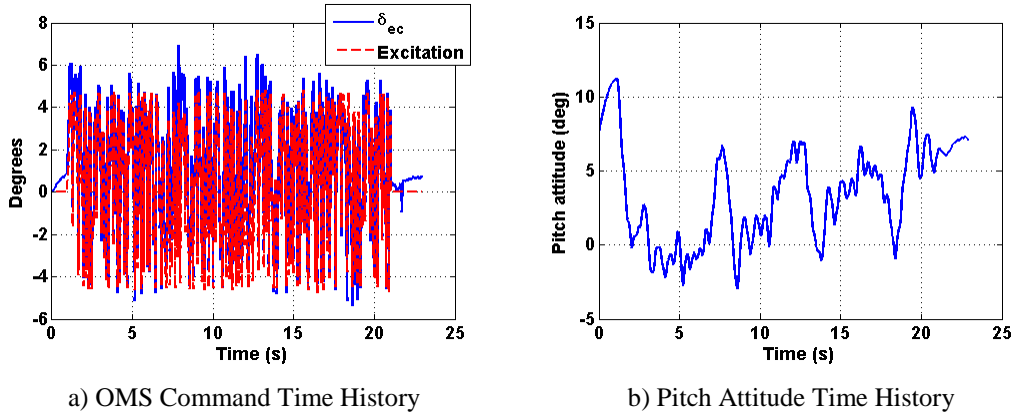 δec
Excitation
8
6
4
2
0
-2
-4
-6
Degrees
0 5 10 15 20 25
Time (s)
a) OMS Command Time History
15
10
5
0
-5
Pitch attitude (deg)
0 5 10 15 20 25
Time (s)
b) Pitch Attitude Time History